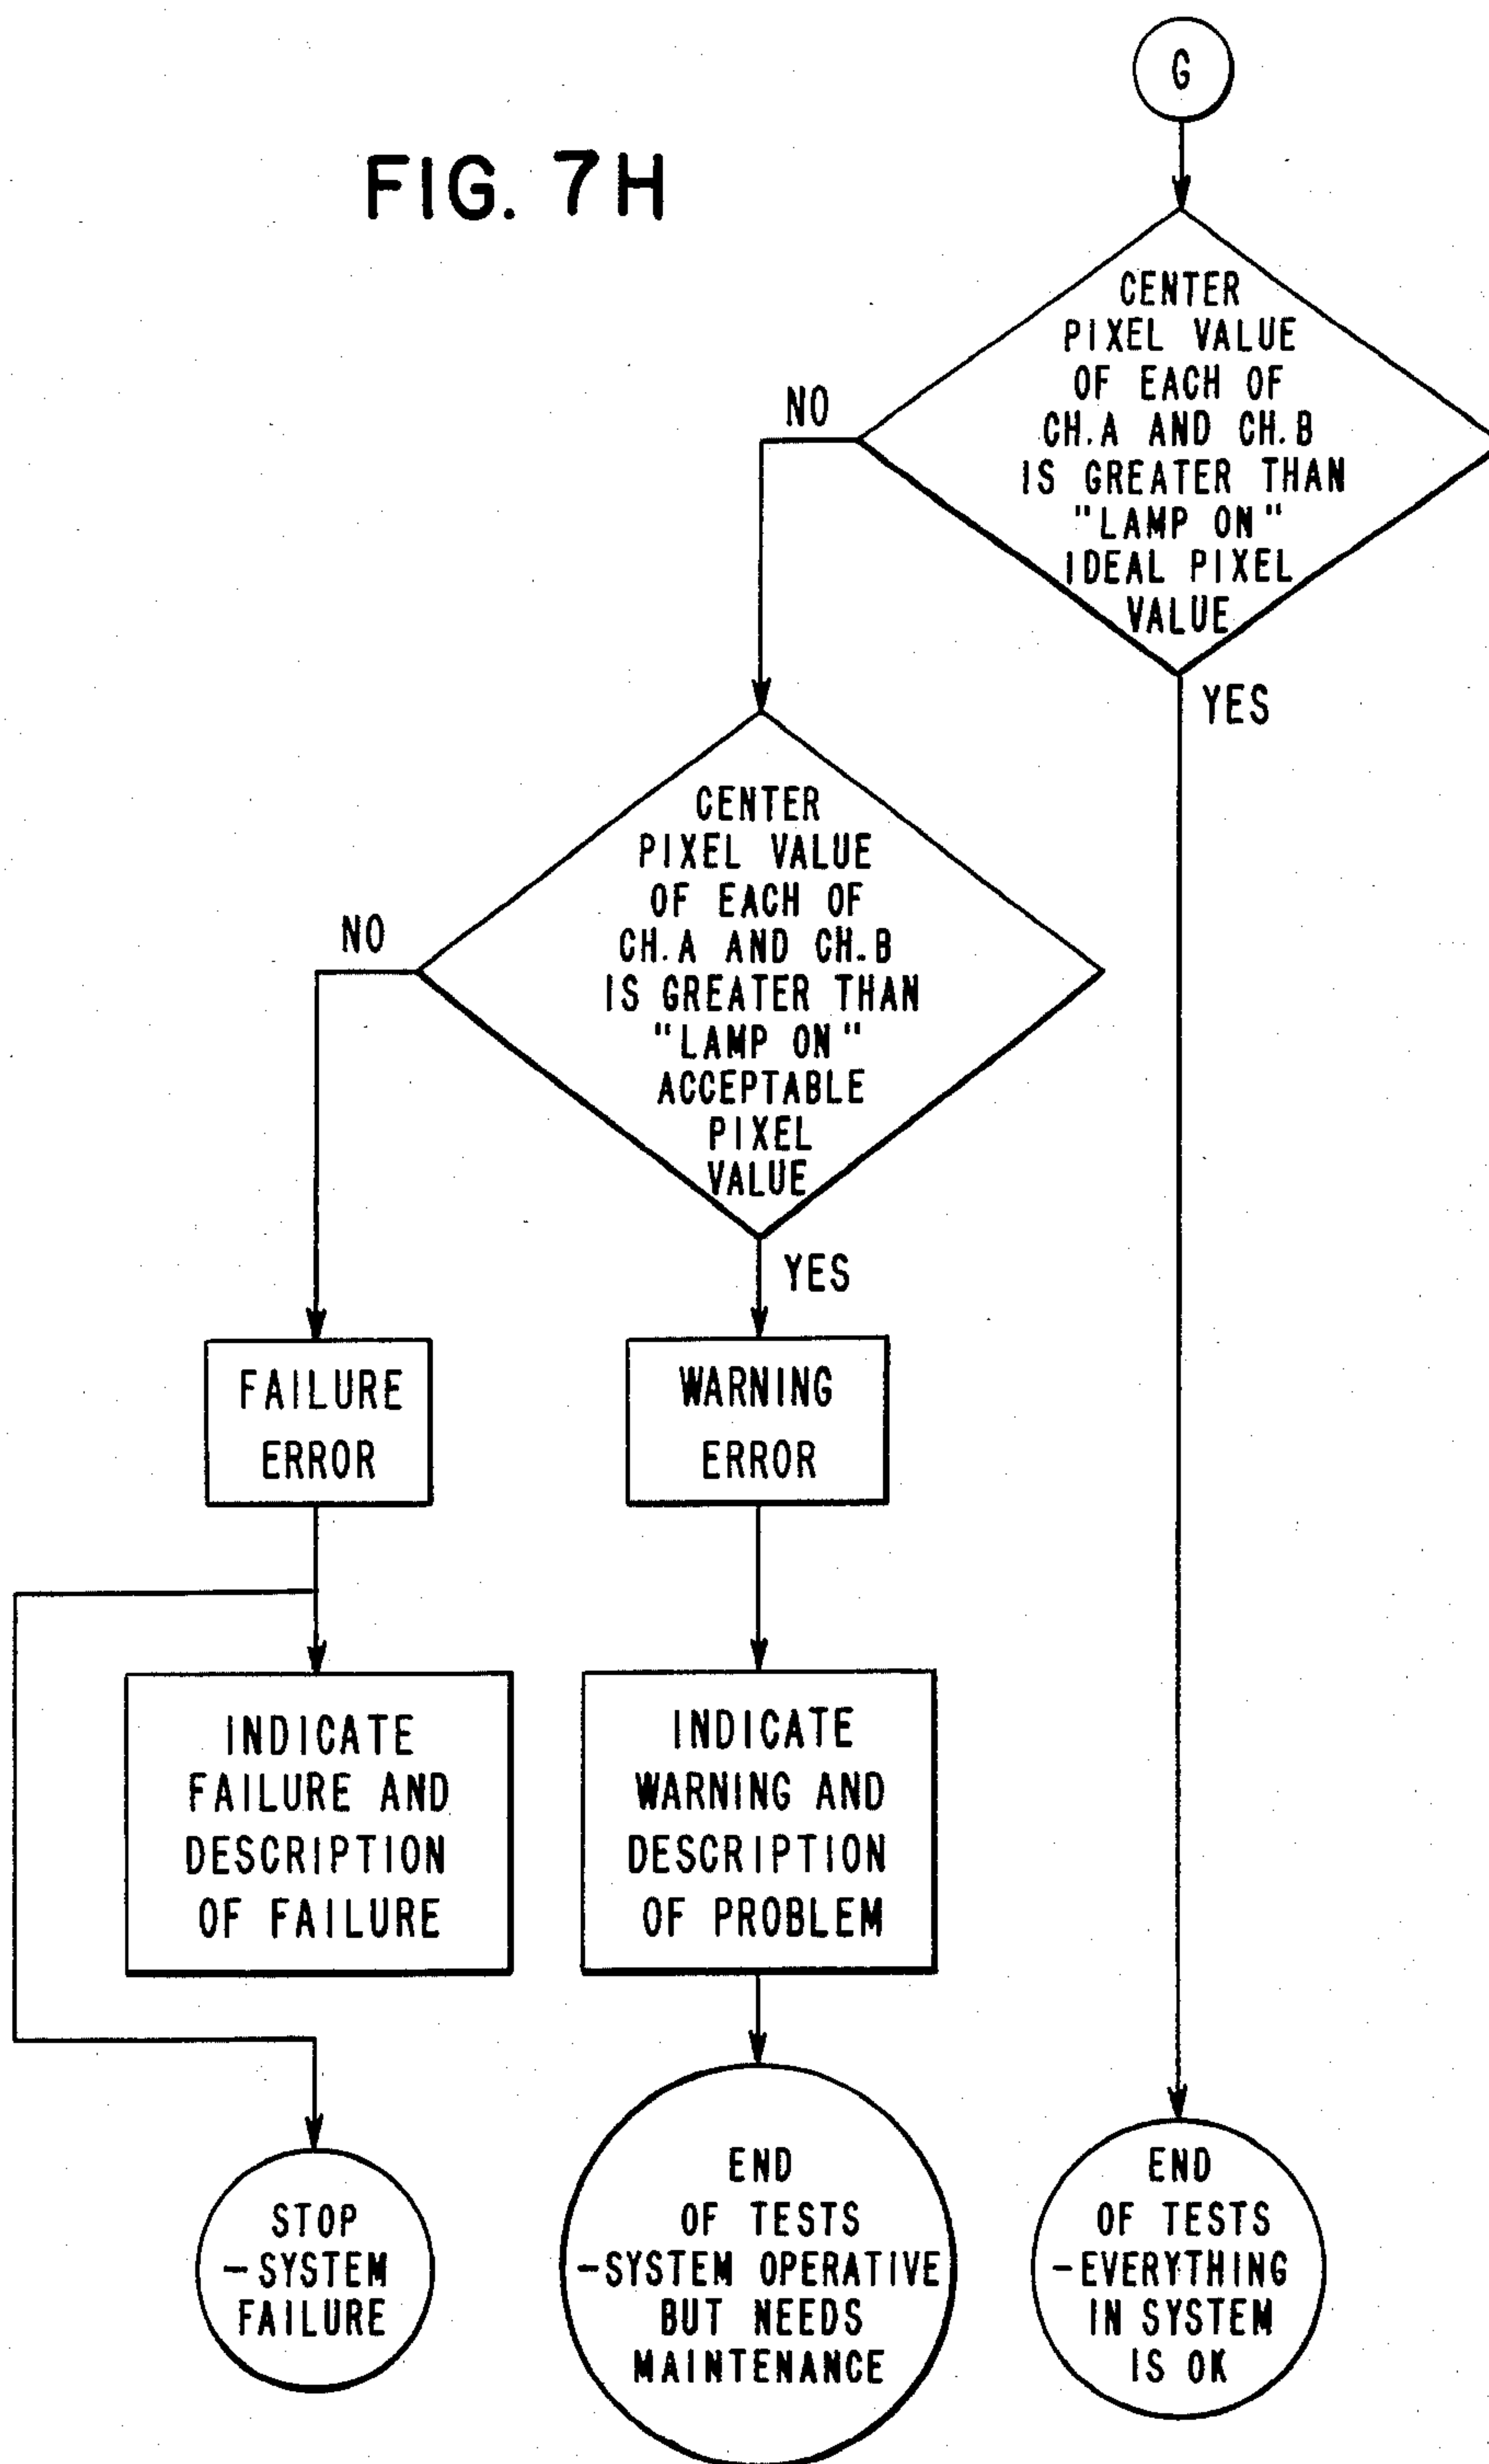 G
FIG. 7H
CENTER
PIXEL VALUE
OF EACH OF
CH.A AND CH.B
IS GREATER THAN
"LAMP ON"
IDEAL PIXEL
VALUE
NO
YES
CENTER
PIXEL VALUE
OF EACH OF
CH.A AND CH.B
IS GREATER THAN
"LAMP ON"
ACCEPTABLE
PIXEL
VALUE
NO
YES
FAILURE
ERROR
WARNING
ERROR
INDICATE
FAILURE AND
DESCRIPTION
OF FAILURE
INDICATE
WARNING AND
DESCRIPTION
OF PROBLEM
STOP
-SYSTEM
FAILURE
END
OF TESTS
-SYSTEM OPERATIVE
BUT NEEDS
MAINTENANCE
END
OF TESTS
-EVERYTHING
IN SYSTEM
IS OK